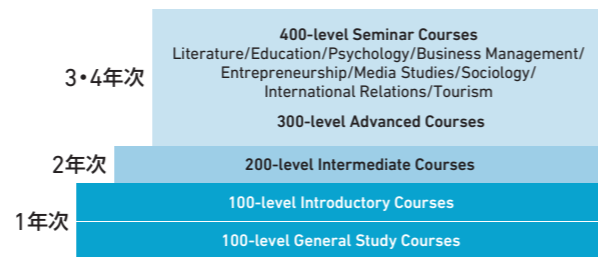 400-level Seminar Courses
Literature/Education/Psychology/Business Management/
Entrepreneurship/Media Studies/Sociology/
International Relations/Tourism
3・4年次
300-level Advanced Courses
2年次
200-level Intermediate Courses
100-level Introductory Courses
1年次
100-level General Study Courses